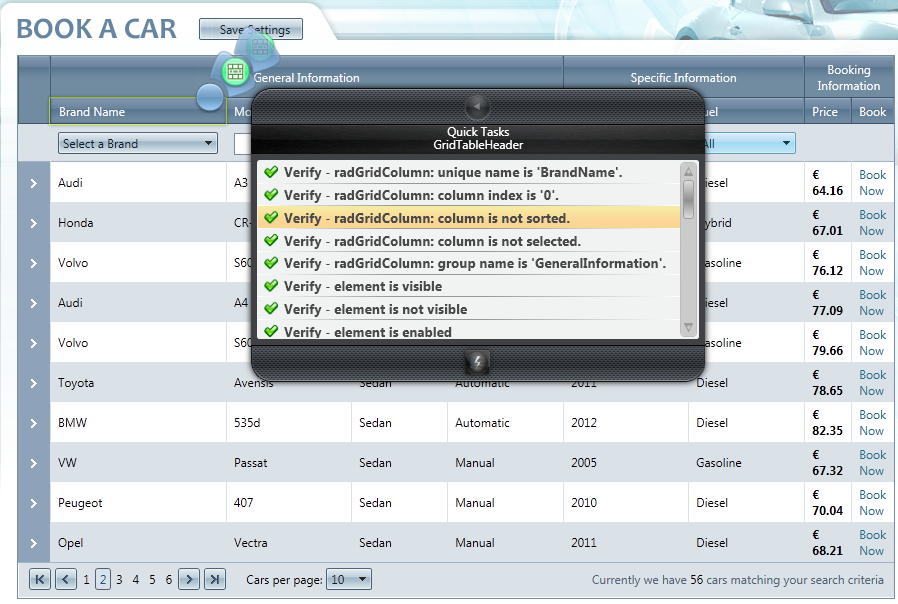 BOOK A CAR
Save Settings
General Information
Specific Information
Booking Information
Brand Name
Price
Book
Select a Brand
All
Quick Tasks
GridTableHeader
Verify - radGridColumn: unique name is 'BrandName'.
Verify - radGridColumn: column index is '0'.
Verify - radGridColumn: column is not sorted.
Verify - radGridColumn: column is not selected.
Verify - radGridColumn: group name is 'GeneralInformation'.
Verify - element is visible
Verify - element is not visible
Verify - element is enabled
Audi A3 € 64.16 Book Now
Honda CR- € 67.01 Book Now
Volvo S60 € 76.12 Book Now
Audi A4 € 77.09 Book Now
Volvo S60 € 79.66 Book Now
Toyota Avensis Sedan Automatic 2011 Diesel € 78.65 Book Now
BMW 535d Sedan Automatic 2012 Diesel € 82.35 Book Now
VW Passat Sedan Manual 2005 Gasoline € 67.32 Book Now
Peugeot 407 Sedan Manual 2010 Diesel € 70.04 Book Now
Opel Vectra Sedan Manual 2011 Diesel € 68.21 Book Now
1 2 3 4 5 6 Cars per page: 10 Currently we have 56 cars matching your search criteria